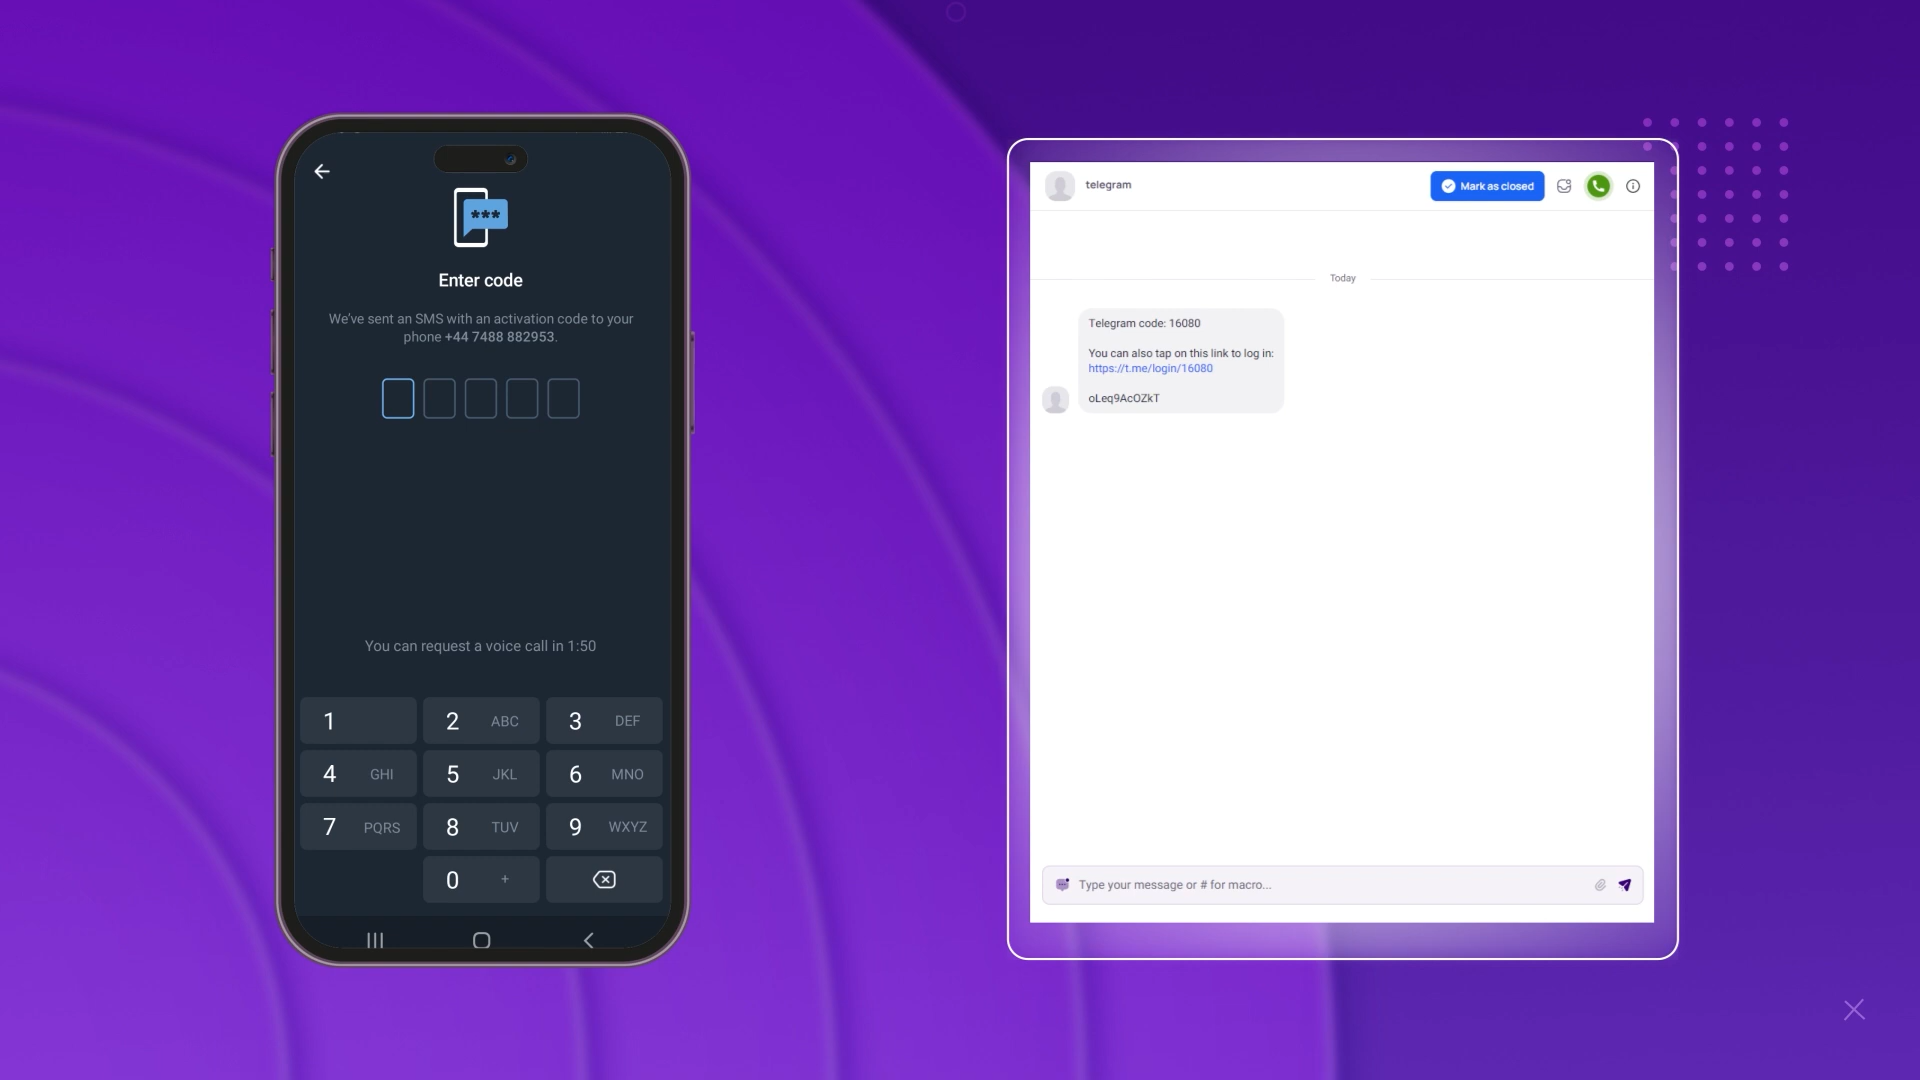 ***
Enter code
We've sent an SMS with an activation code to your
phone +44 7488 882953.
You can request a voice call in 1:50
1
2 ABC
3 DEF
4 GHI
5 JKL
6 MNO
7 PQRS
8 TUV
9 WXYZ
0 +
telegram
Mark as closed
Today
Telegram code: 16080
You can also tap on this link to log in:
https://t.me/login/16080
oLeq9AcOZkT
Type your message or # for macro...